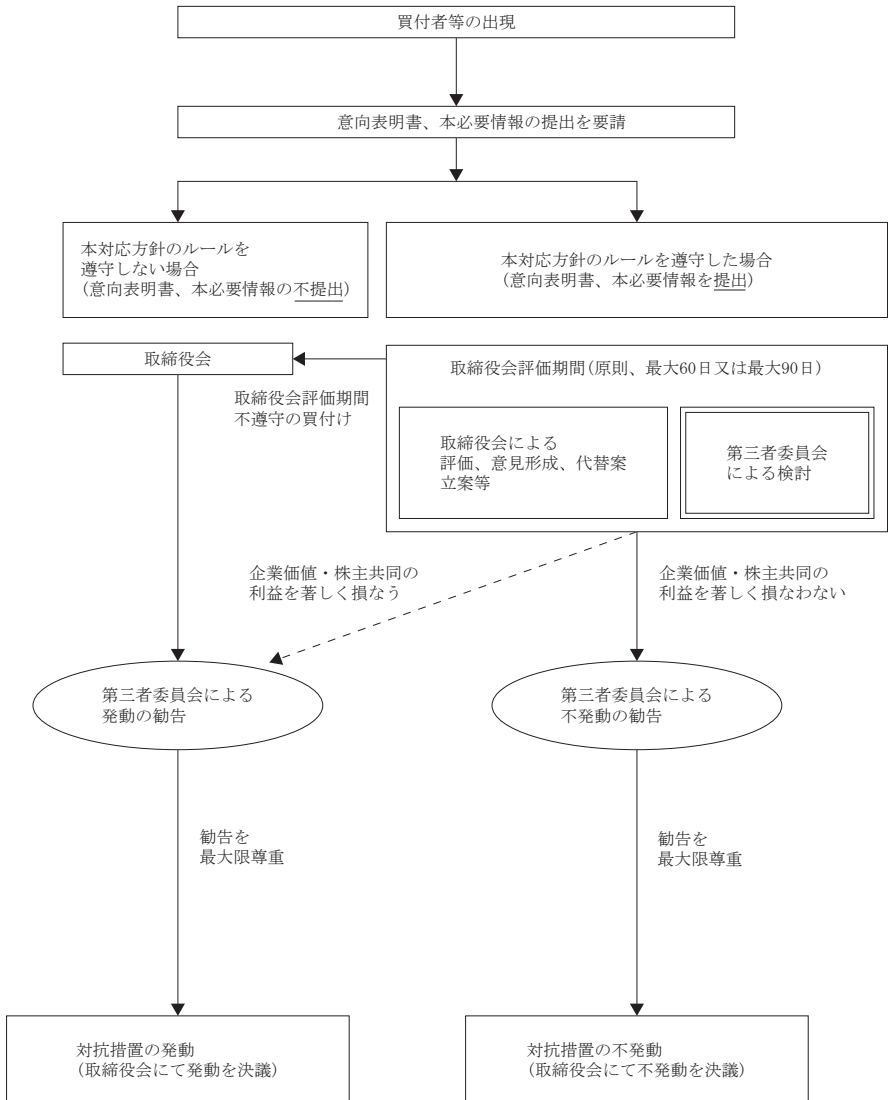 買付者等の出現
意向表明書、本必要情報の提出を要請
本対応方針のルールを
遵守しない場合
(意向表明書、本必要情報の不提出)
本対応方針のルールを遵守した場合
(意向表明書、本必要情報を提出)
取締役会
取締役会評価期間(原則、最大60日又は最大90日)
取締役会評価期間
不遵守の買付け
取締役会による
評価、意見形成、代替案
立案等
第三者委員会
による検討
企業価値・株主共同の
利益を著しく損なう
企業価値・株主共同の
利益を著しく損なわない
第三者委員会による
発動の勧告
第三者委員会による
不発動の勧告
勧告を
最大限尊重
勧告を
最大限尊重
対抗措置の発動
(取締役会にて発動を決議)
対抗措置の不発動
(取締役会にて不発動を決議)